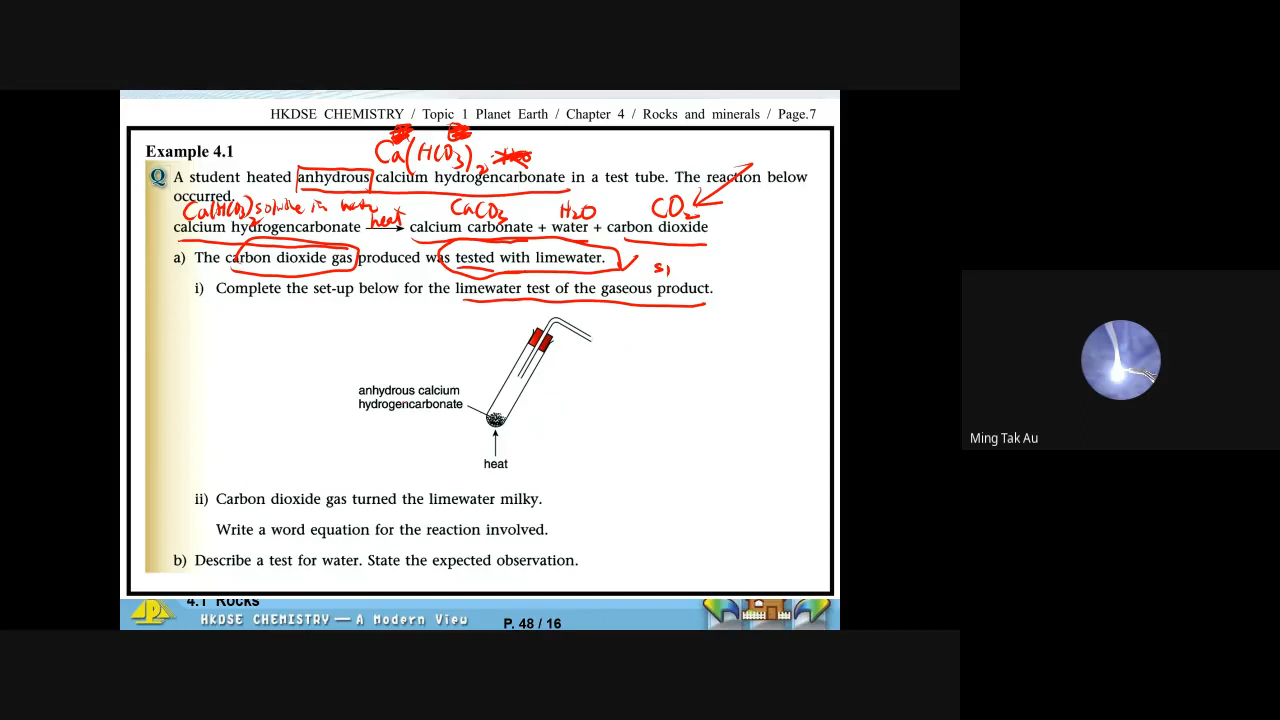 HKDSE CHEMISTRY / Topic 1 Planet Earth / Chapter 4 / Rocks and minerals / Page.7
Example 4.1
Ca(HCO3)2
Q A student heated anhydrous calcium hydrogencarbonate in a test tube. The reaction below
occurred.
Ca(HCO3)2 soluble in heat CaCO3 H2O CO2
calcium hydrogencarbonate → calcium carbonate + water + carbon dioxide
a) The carbon dioxide gas produced was tested with limewater.
i) Complete the set-up below for the limewater test of the gaseous product.
anhydrous calcium
hydrogencarbonate
heat
ii) Carbon dioxide gas turned the limewater milky.
Write a word equation for the reaction involved.
b) Describe a test for water. State the expected observation.
4.1 Rocks
HKDSE CHEMISTRY — A Modern View
P. 48 / 16
Ming Tak Au